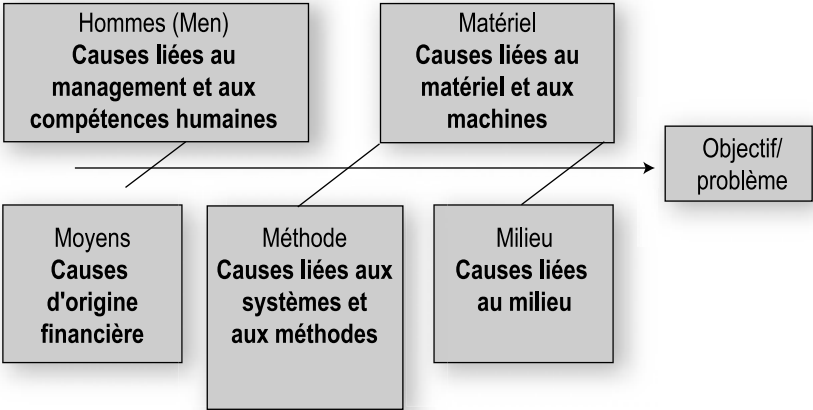 Hommes (Men)
Causes liées au
management et aux
compétences humaines
Matériel
Causes liées au
matériel et aux
machines
Objectif/
problème
Moyens
Causes
d'origine
financière
Méthode
Causes liées aux
systèmes et
aux méthodes
Milieu
Causes liées
au milieu